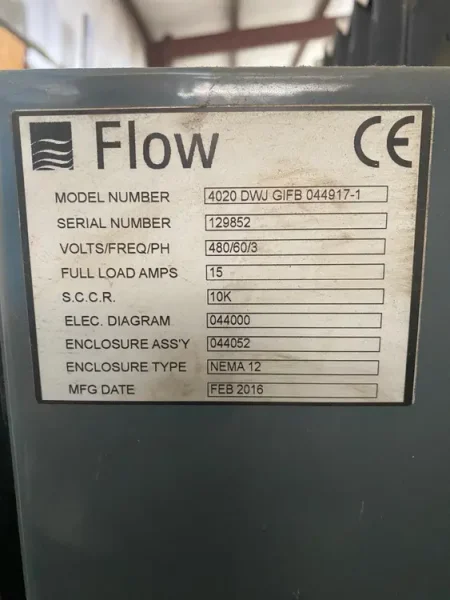 Flow CE
MODEL NUMBER 4020 DWJ GIFB 044917-1
SERIAL NUMBER 129852
VOLTS/FREQ/PH 480/60/3
FULL LOAD AMPS 15
S.C.C.R. 10K
ELEC. DIAGRAM 044000
ENCLOSURE ASS'Y 044052
ENCLOSURE TYPE NEMA 12
MFG DATE FEB 2016